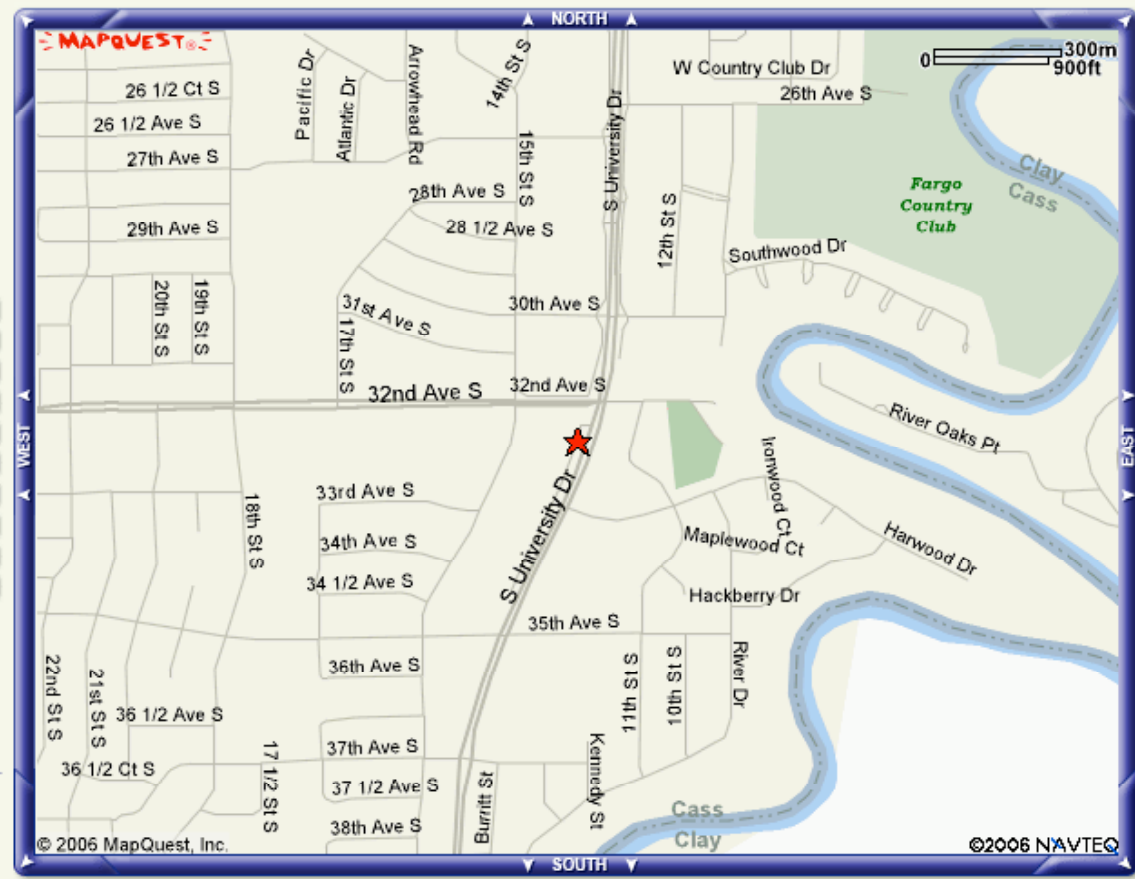 NORTH
MAPQUEST®
300m
0
900ft
W Country Club Dr
26th Ave S
26 1/2 Ct S
Pacific Dr
Atlantic Dr
Arrowhead Rd
14th St S
S University Dr
26 1/2 Ave S
27th Ave S
15th St S
Clay
Cass
Fargo
Country
Club
28th Ave S
28 1/2 Ave S
29th Ave S
12th St S
Southwood Dr
20th St S
19th St S
30th Ave S
31st Ave S
17th St S
32nd Ave S
32nd Ave S
WEST
EAST
River Oaks Pt
Ironwood Ct
33rd Ave S
18th St S
S University Dr
34th Ave S
Maplewood Ct
Harwood Dr
34 1/2 Ave S
Hackberry Dr
35th Ave S
22nd St S
21st St S
36th Ave S
11th St S
10th St S
River Dr
36 1/2 Ave S
37th Ave S
36 1/2 Ct S
17 1/2 St S
37 1/2 Ave S
Burritt St
Kennedy St
38th Ave S
Cass
Clay
© 2006 MapQuest, Inc.
©2006 NAVTEQ
SOUTH